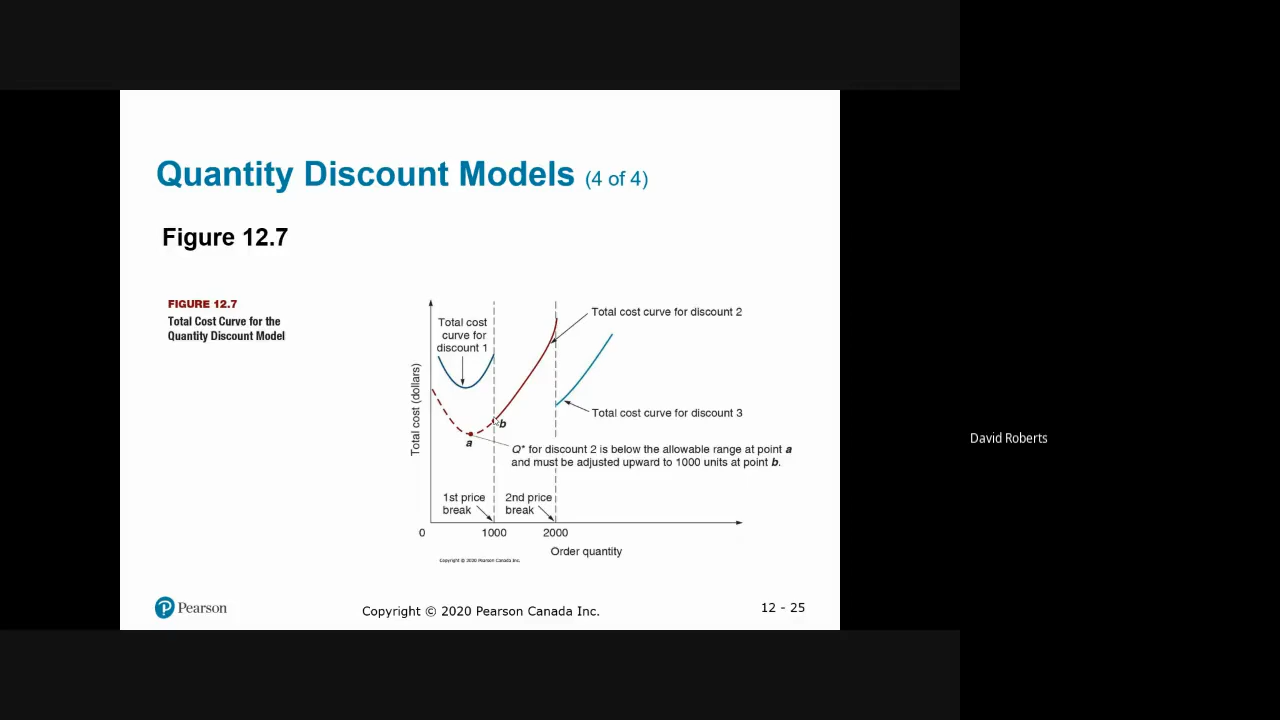 Quantity Discount Models (4 of 4)
Figure 12.7
FIGURE 12.7
Total Cost Curve for the
Quantity Discount Model
Total cost
curve for
discount 1
Total cost curve for discount 2
Total cost curve for discount 3
Total cost (dollars)
b
a
Q* for discount 2 is below the allowable range at point a
and must be adjusted upward to 1000 units at point b.
1st price
break
2nd price
break
0
1000
2000
Order quantity
Copyright © 2020 Pearson Canada Inc.
P Pearson
Copyright © 2020 Pearson Canada Inc.
12 - 25
David Roberts